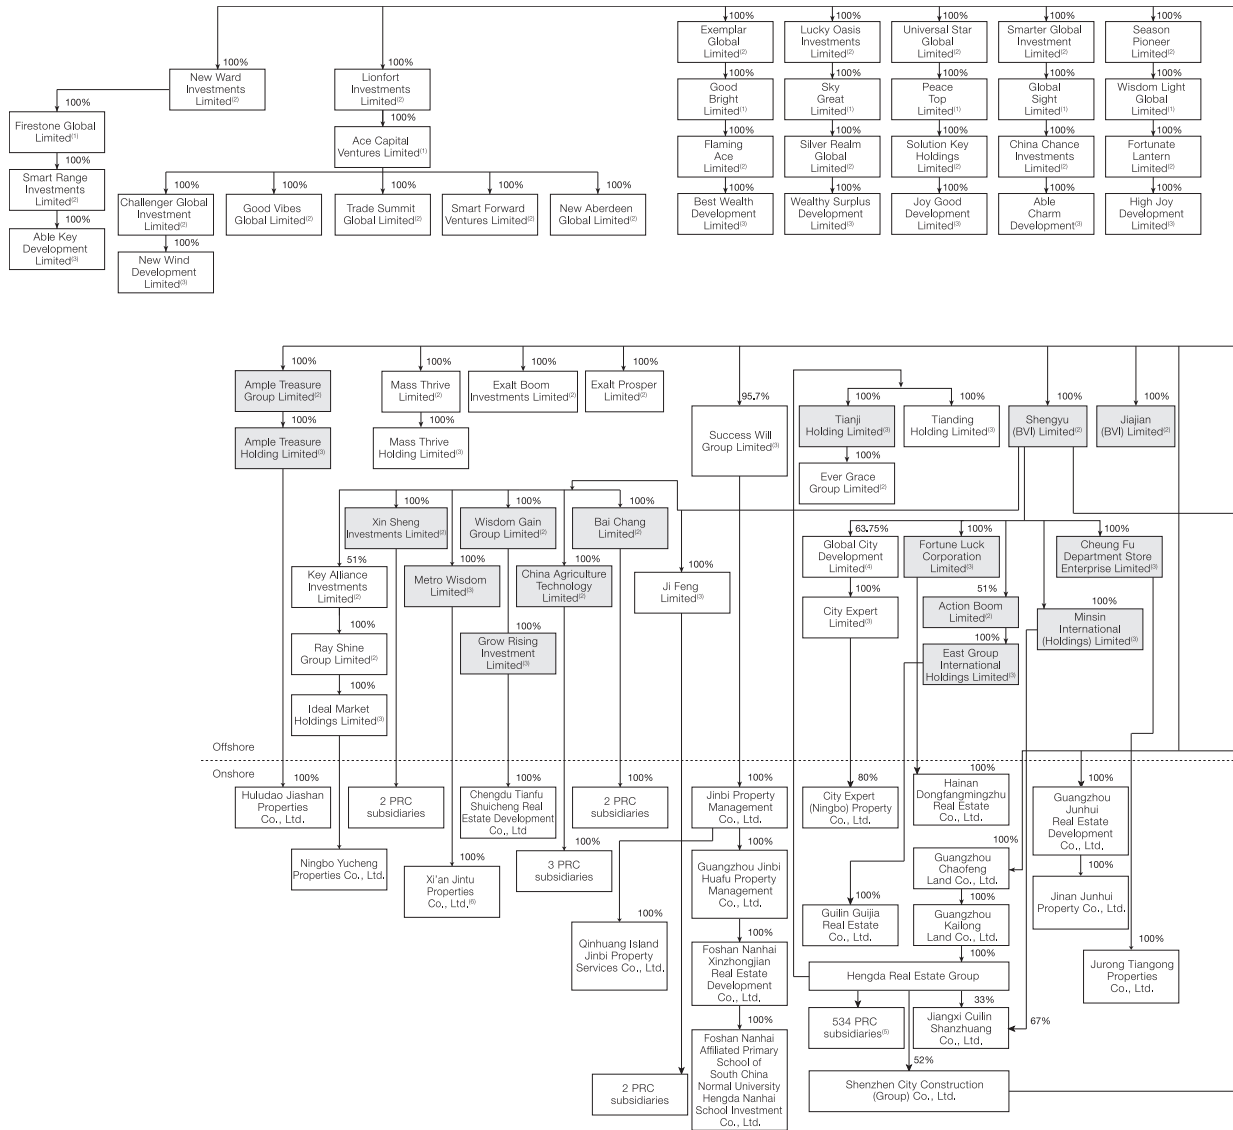 100%
100%
100%
100%
100%
Exemplar
Global
Limited(2)
Lucky Oasis
Investments
Limited(2)
Universal Star
Global
Limited(2)
Smarter Global
Investment
Limited(2)
Season
Pioneer
Limited(2)
100%
New Ward
Investments
Limited(2)
100%
Lionfort
Investments
Limited(2)
100%
100%
100%
100%
100%
Good
Bright
Limited(1)
Sky
Great
Limited(1)
Peace
Top
Limited(1)
Global
Sight
Limited(1)
Wisdom Light
Global
Limited(1)
100%
Firestone Global
Limited(1)
100%
Ace Capital
Ventures Limited(1)
100%
100%
100%
100%
100%
Flaming
Ace
Limited(2)
Silver Realm
Global
Limited(2)
Solution Key
Holdings
Limited(2)
China Chance
Investments
Limited(2)
Fortunate
Lantern
Limited(2)
100%
Smart Range
Investments
Limited(2)
100%
Challenger Global
Investment
Limited(2)
100%
Good Vibes
Global Limited(2)
100%
Trade Summit
Global Limited(2)
100%
Smart Forward
Ventures Limited(2)
100%
New Aberdeen
Global Limited(2)
100%
100%
100%
100%
100%
Best Wealth
Development
Limited(3)
Wealthy Surplus
Development
Limited(3)
Joy Good
Development
Limited(3)
Able
Charm
Development(3)
High Joy
Development
Limited(3)
100%
Able Key
Development
Limited(3)
100%
New Wind
Development
Limited(3)
100%
Ample Treasure
Group Limited(2)
100%
Mass Thrive
Limited(2)
100%
Exalt Boom
Investments Limited(2)
100%
Exalt Prosper
Limited(2)
95.7%
Success Will
Group Limited(3)
100%
Tianji
Holding Limited(3)
100%
Tianding
Holding Limited(3)
100%
Shengyu
(BVI) Limited(2)
100%
Jiajian
(BVI) Limited(2)
100%
Ample Treasure
Holding Limited(3)
100%
Mass Thrive
Holding Limited(3)
100%
Ever Grace
Group Limited(2)
100%
Xin Sheng
Investments Limited(2)
100%
Wisdom Gain
Group Limited(2)
100%
Bai Chang
Limited(2)
63.75%
Global City
Development
Limited(4)
100%
Fortune Luck
Corporation
Limited(3)
100%
Cheung Fu
Department Store
Enterprise Limited(3)
51%
Key Alliance
Investments
Limited(2)
100%
Metro Wisdom
Limited(3)
100%
China Agriculture
Technology
Limited(2)
100%
Ji Feng
Limited(3)
100%
City Expert
Limited(3)
51%
Action Boom
Limited(2)
100%
Minsin
International
(Holdings) Limited(3)
100%
Ray Shine
Group Limited(2)
100%
Grow Rising
Investment
Limited(3)
100%
East Group
International
Holdings Limited(3)
100%
Ideal Market
Holdings Limited(3)
Offshore
Onshore
100%
Huludao Jiashan
Properties
Co., Ltd.
100%
2 PRC
subsidiaries
100%
Chengdu Tianfu
Shuicheng Real
Estate Development
Co., Ltd
100%
2 PRC
subsidiaries
100%
Jinbi Property
Management
Co., Ltd.
80%
City Expert
(Ningbo) Property
Co., Ltd.
100%
Hainan
Dongfangmingzhu
Real Estate
Co., Ltd.
100%
Guangzhou
Junhui
Real Estate
Development
Co., Ltd.
100%
Ningbo Yucheng
Properties Co., Ltd.
100%
Xi'an Jintu
Properties
Co., Ltd.(6)
100%
3 PRC
subsidiaries
100%
Guangzhou Jinbi
Huafu Property
Management
Co., Ltd.
100%
Guangzhou
Chaofeng
Land Co., Ltd.
100%
Jinan Junhui
Property Co., Ltd.
100%
Guilin Guijia
Real Estate
Co., Ltd.
100%
Guangzhou
Kailong
Land Co., Ltd.
100%
Qinhuang Island
Jinbi Property
Services Co., Ltd.
100%
Foshan Nanhai
Xinzhongjian
Real Estate
Development
Co., Ltd.
100%
Hengda Real Estate Group
100%
Jurong Tiangong
Properties
Co., Ltd.
534 PRC
subsidiaries(5)
33%
Jiangxi Cuilin
Shanzhuang
Co., Ltd.
67%
100%
Foshan Nanhai
Affiliated Primary
School of
South China
Normal University
Hengda Nanhai
School Investment
Co., Ltd.
2 PRC
subsidiaries
52%
Shenzhen City Construction
(Group) Co., Ltd.